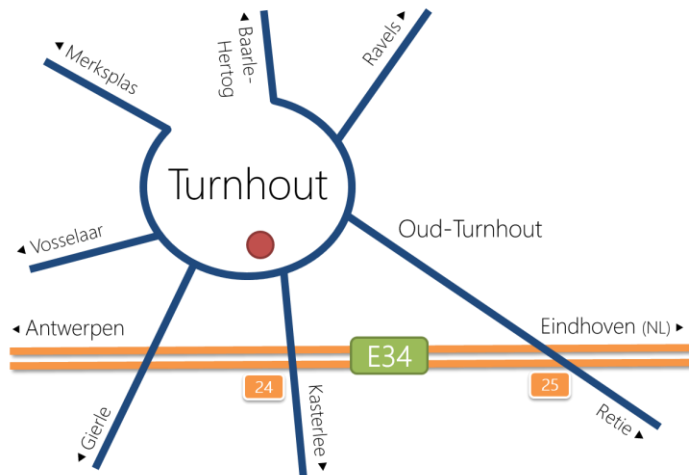 Merksplas
Baarle-
Hertog
Ravels
Turnhout
Vosselaar
Oud-Turnhout
Antwerpen
Eindhoven (NL)
E34
24
25
Gierle
Kasterlee
Retie